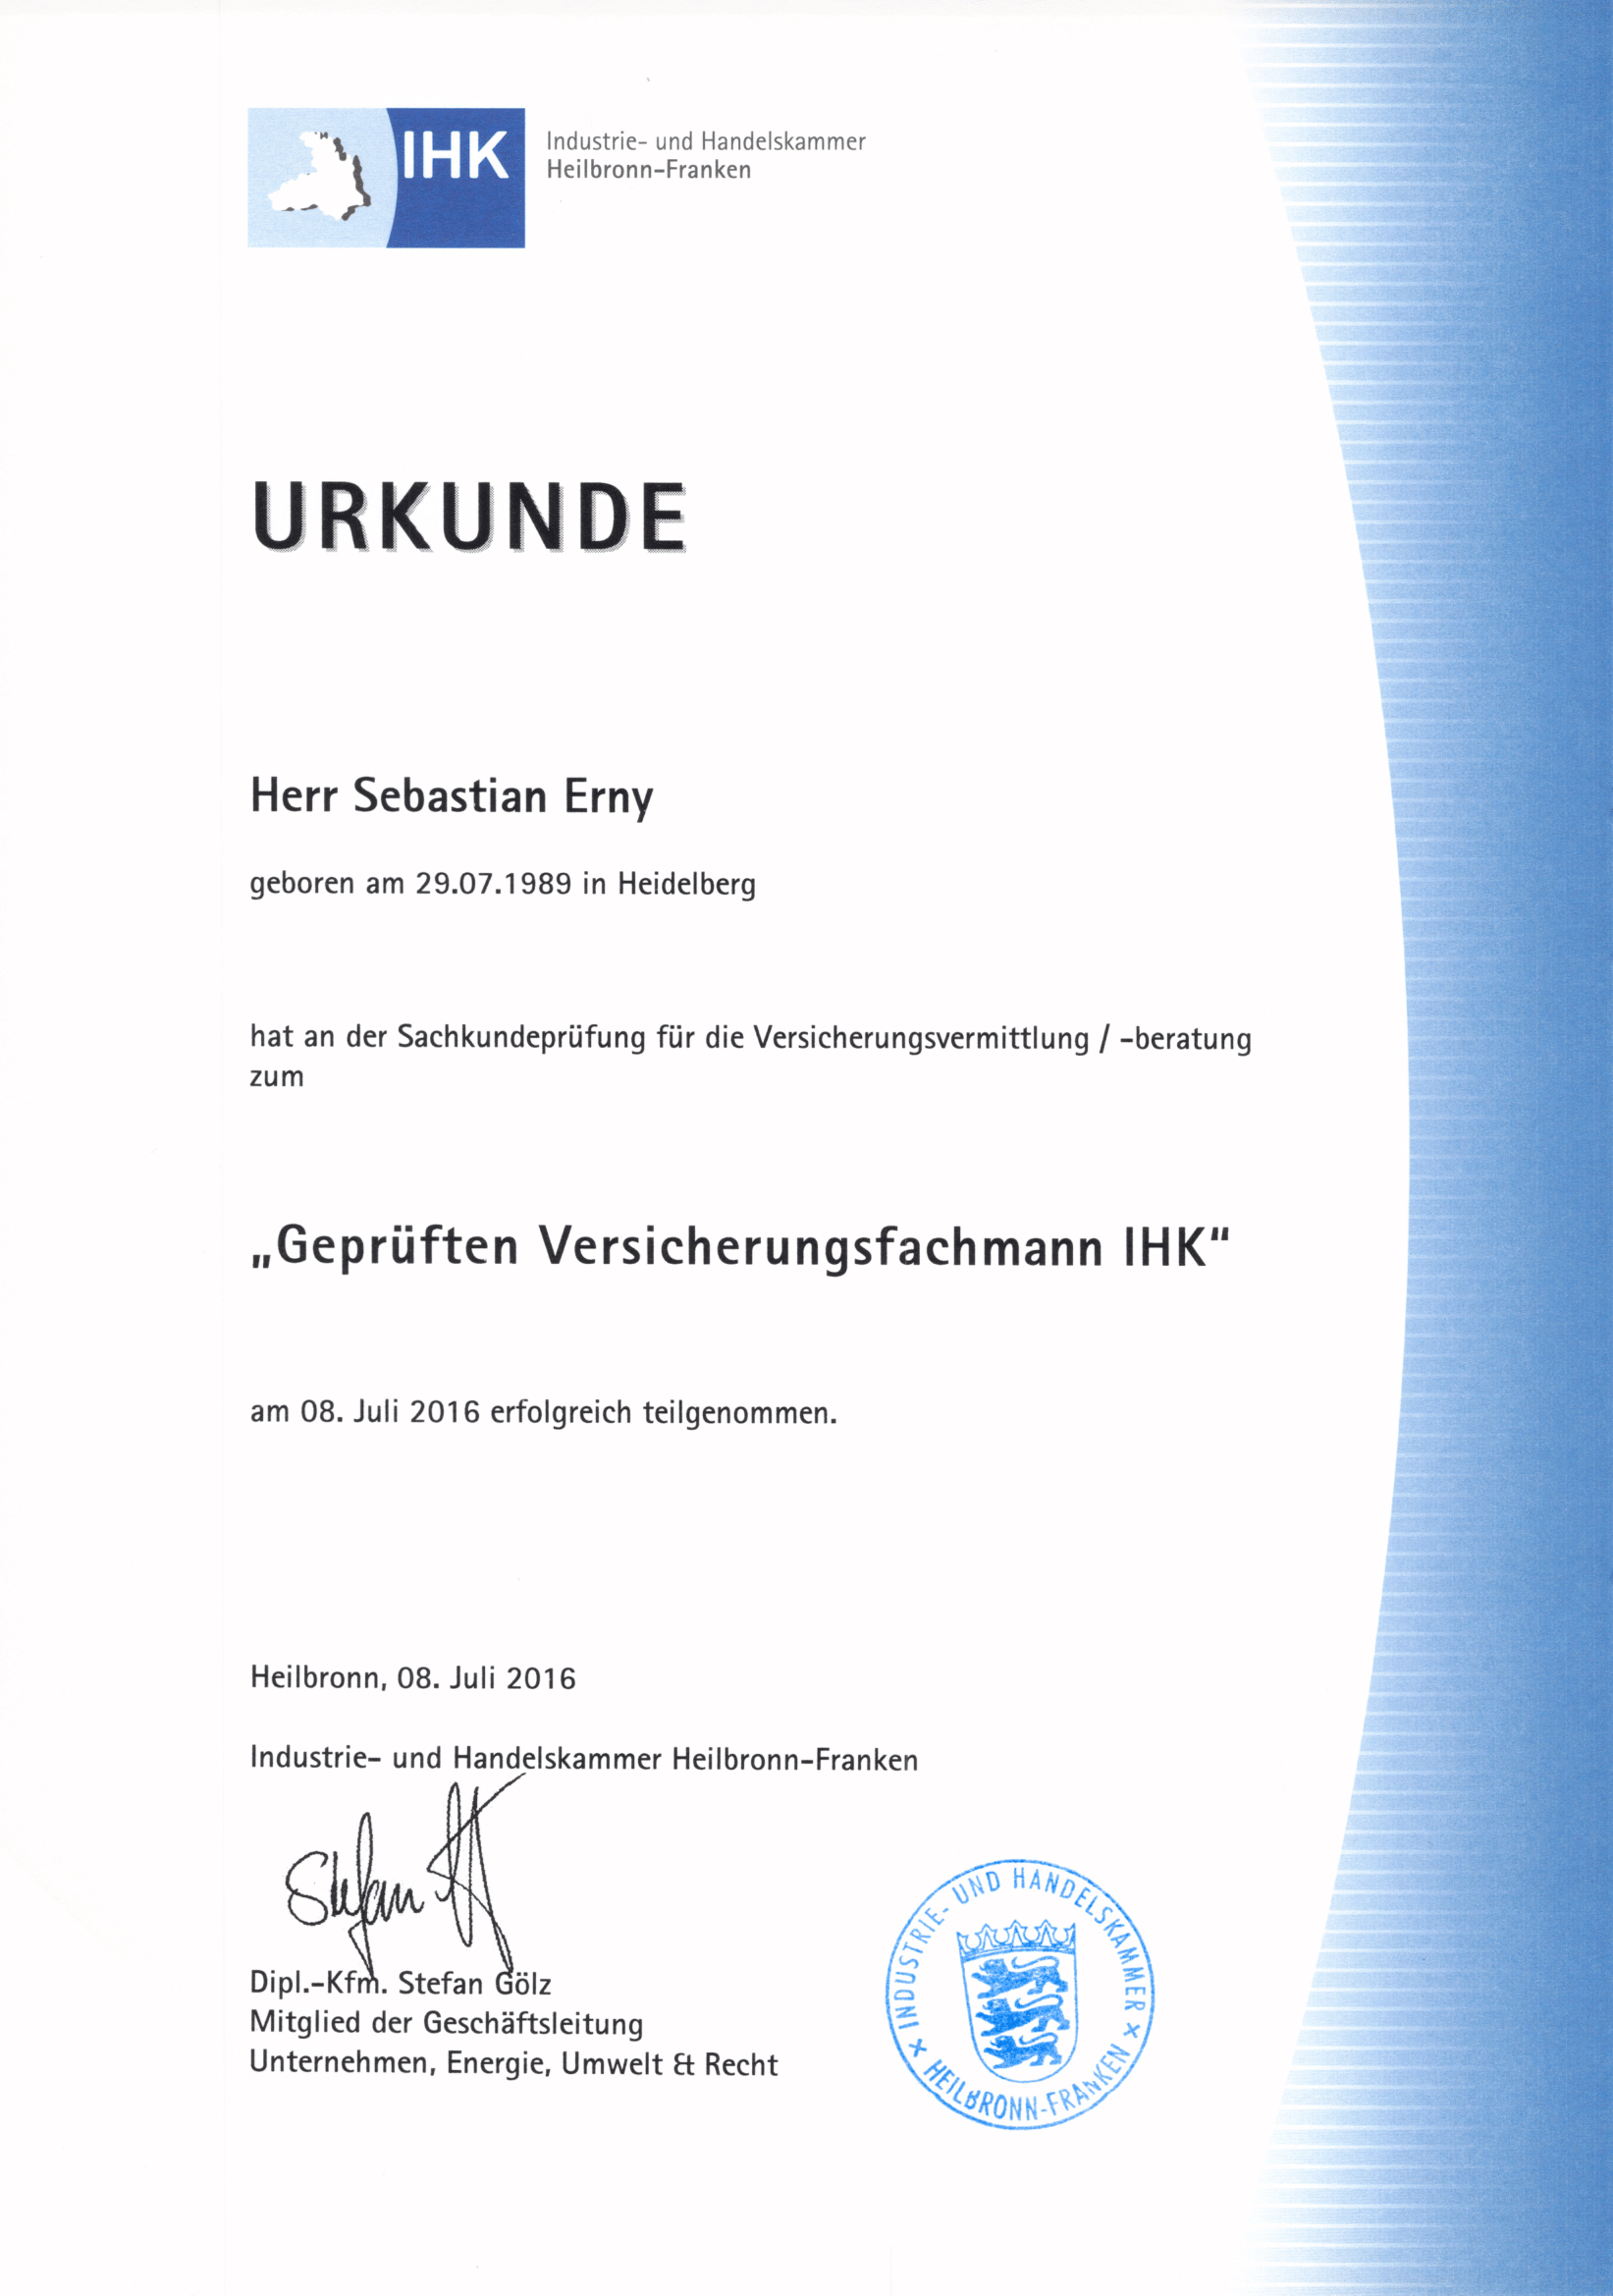 IHK
Industrie- und Handelskammer
Heilbronn-Franken
URKUNDE
Herr Sebastian Erny
geboren am 29.07.1989 in Heidelberg
hat an der Sachkundeprüfung für die Versicherungsvermittlung / -beratung
zum
„Geprüften Versicherungsfachmann IHK“
am 08. Juli 2016 erfolgreich teilgenommen.
Heilbronn, 08. Juli 2016
Industrie- und Handelskammer Heilbronn-Franken
Dipl.-Kfm. Stefan Gölz
Mitglied der Geschäftsleitung
Unternehmen, Energie, Umwelt & Recht
INDUSTRIE- UND HANDELSKAMMER
HEILBRONN-FRANKEN